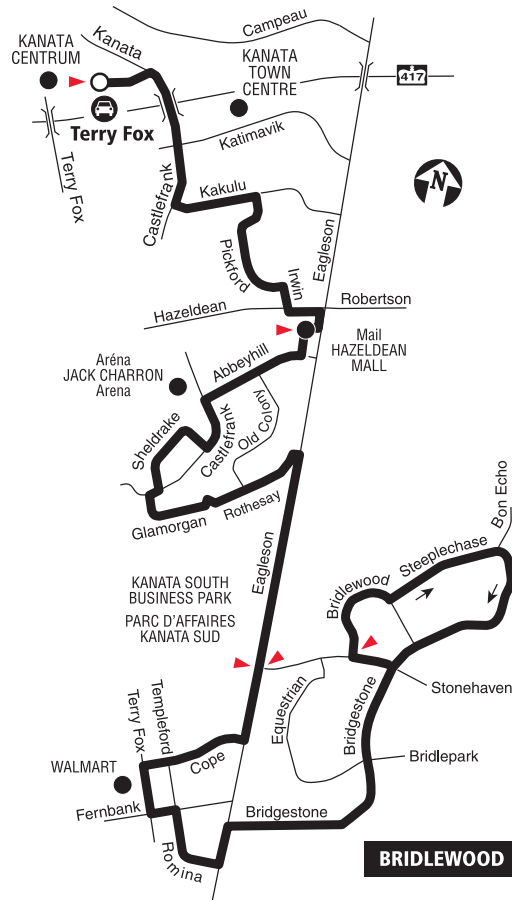 Campeau
Kanata
KANATA
CENTRUM
KANATA
TOWN
CENTRE
417
Terry Fox
Katimavik
Terry Fox
Castlefrank
Kakulu
N
Pickford
Irwin
Eagleson
Hazeldean
Robertson
Mail
HAZELDEAN
MALL
Abbeyhill
Aréna
JACK CHARRON
Arena
Sheldrake
Castlefrank
Old Colony
Glamorgan
Rothesay
Bon Echo
Steeplechase
Bridlewood
Eagleson
KANATA SOUTH
BUSINESS PARK
PARC D'AFFAIRES
KANATA SUD
Stonehaven
Equestrian
Bridgestone
Terry Fox
Templeford
Cope
Bridlepark
WALMART
Fernbank
Bridgestone
Romina
BRIDLEWOOD